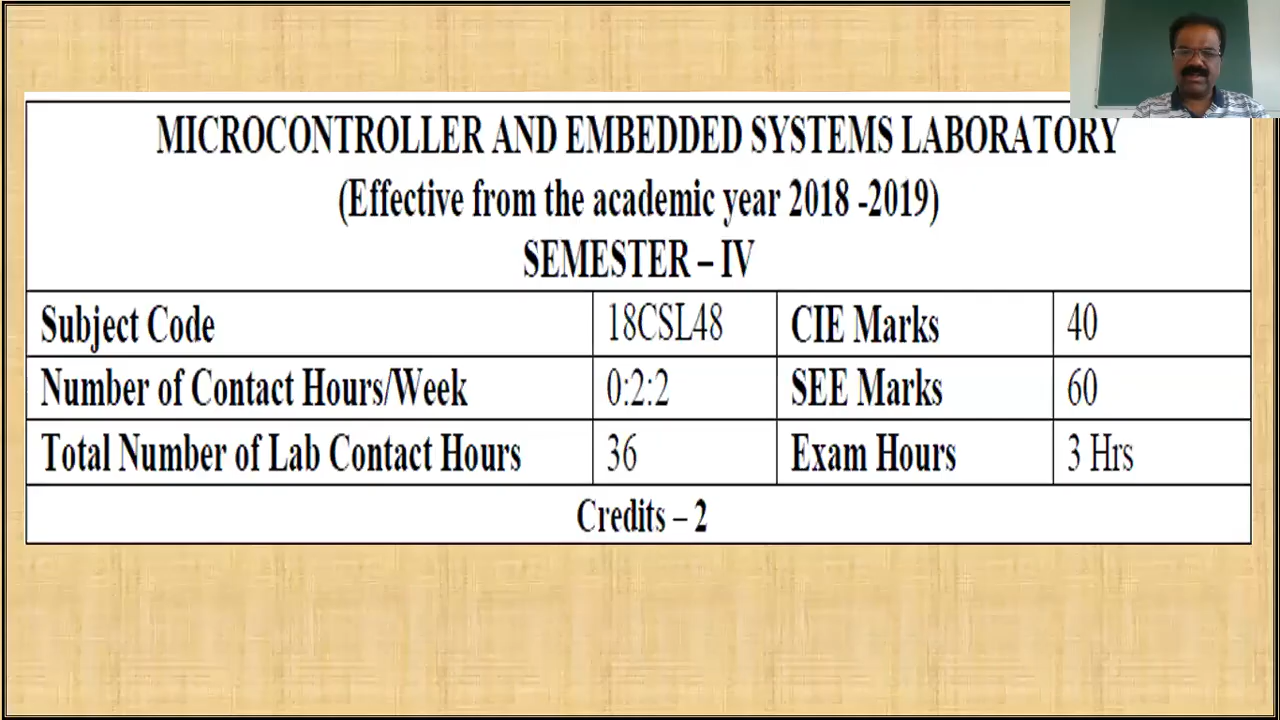 MICROCONTROLLER AND EMBEDDED SYSTEMS LABORATORY
(Effective from the academic year 2018 -2019)
SEMESTER – IV
Subject Code 18CSL48 CIE Marks 40
Number of Contact Hours/Week 0:2:2 SEE Marks 60
Total Number of Lab Contact Hours 36 Exam Hours 3 Hrs
Credits – 2